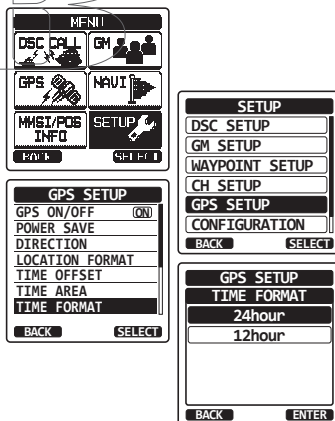 MENU
DSC CALL
GM
GPS
NAVI
MMSI/POS
INFO
SETUP
BACK
SELECT
SETUP
DSC SETUP
GM SETUP
WAYPOINT SETUP
CH SETUP
GPS SETUP
CONFIGURATION
BACK
SELECT
GPS SETUP
GPS ON/OFF ON
POWER SAVE
DIRECTION
LOCATION FORMAT
TIME OFFSET
TIME AREA
TIME FORMAT
BACK
SELECT
GPS SETUP
TIME FORMAT
24hour
12hour
BACK
ENTER